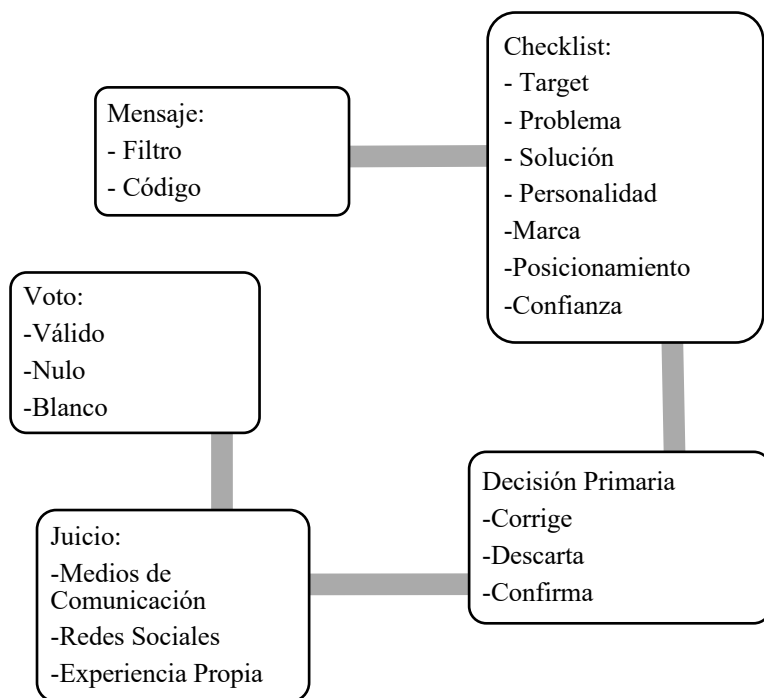 Mensaje:
- Filtro
- Código
Checklist:
- Target
- Problema
- Solución
- Personalidad
-Marca
-Posicionamiento
-Confianza
Decisión Primaria
-Corrige
-Descarta
-Confirma
Juicio:
-Medios de
Comunicación
-Redes Sociales
-Experiencia Propia
Voto:
-Válido
-Nulo
-Blanco